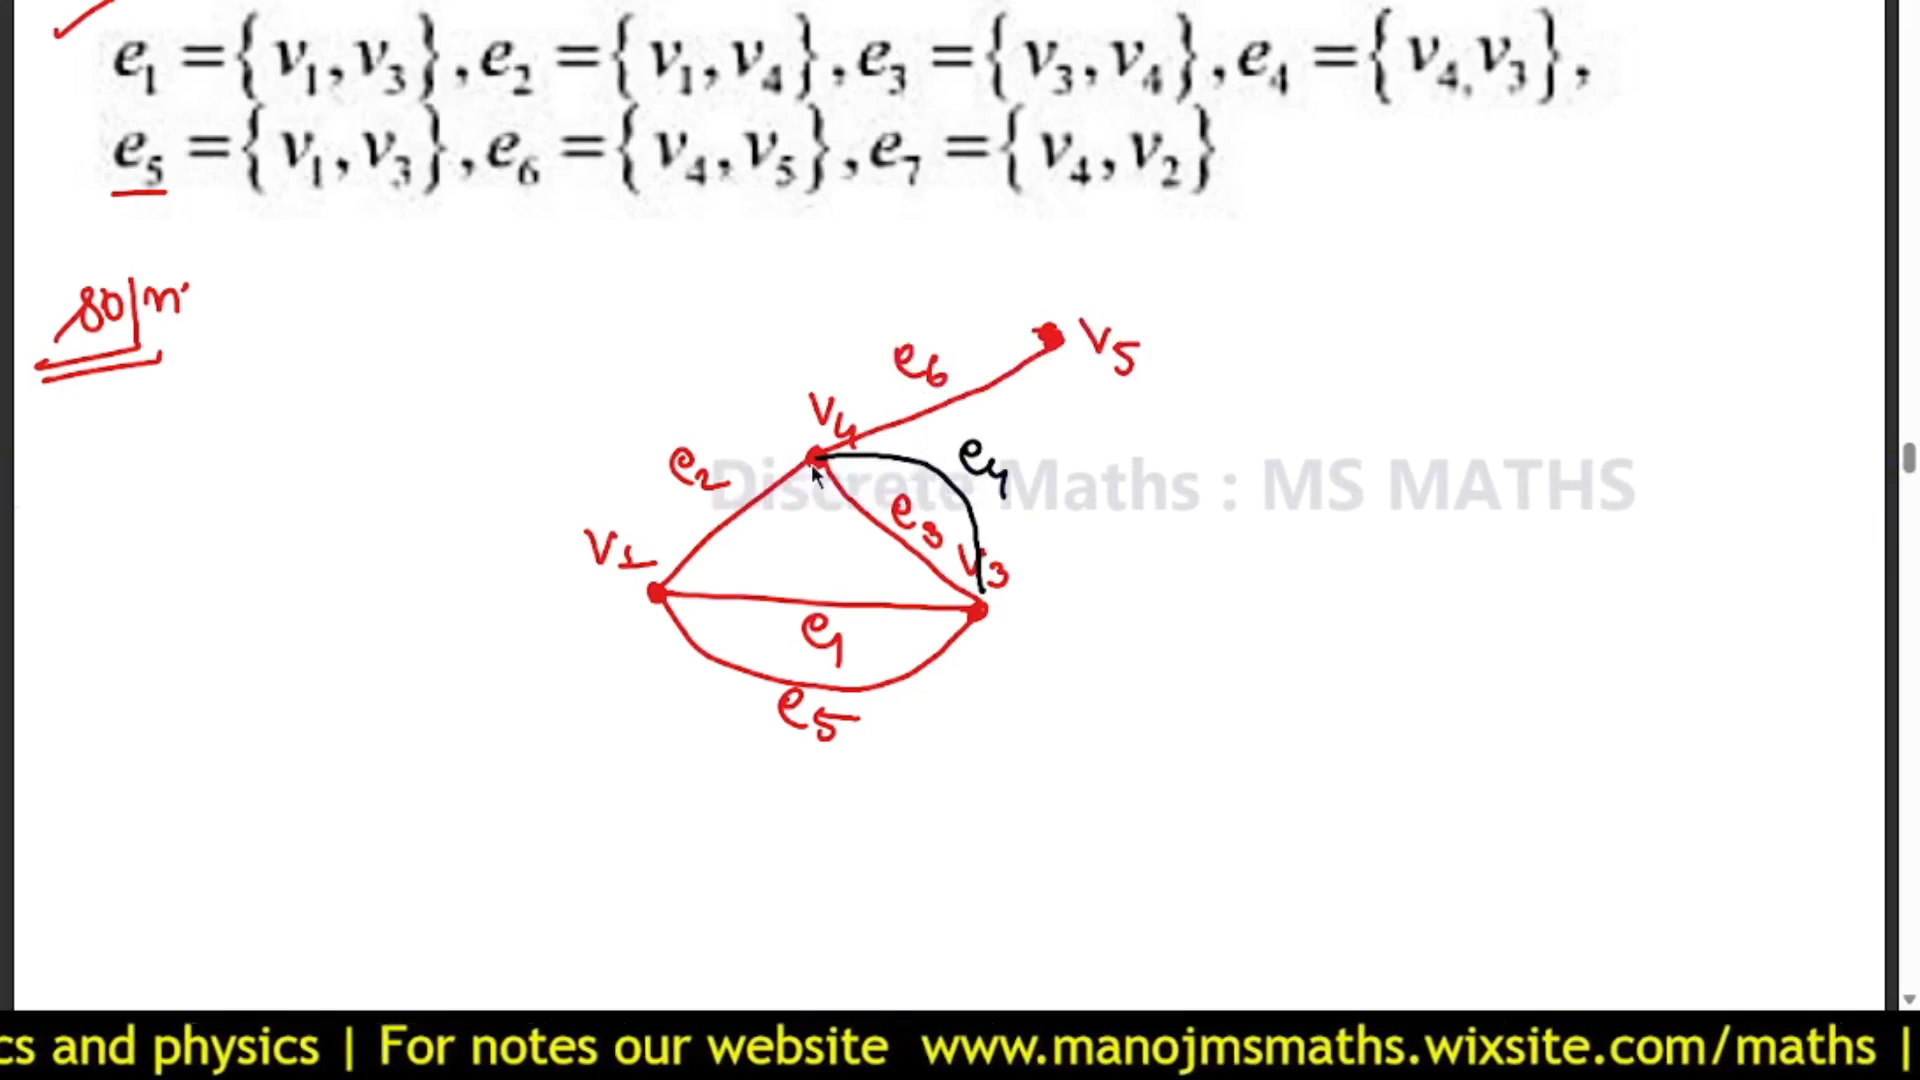 e₁ = { v₁, v₃ }, e₂ = { v₁, v₄ }, e₃ = { v₃, v₄ }, e₄ = { v₄, v₃ },
e₅ = { v₁, v₃ }, e₆ = { v₄, v₅ }, e₇ = { v₄, v₂ }
80/n.
v5
e6
v4
e4
e2
Discrete Maths : MS MATHS
e3
v1
v3
e1
e5
cs and physics | For notes our website www.manojmsmaths.wixsite.com/maths |